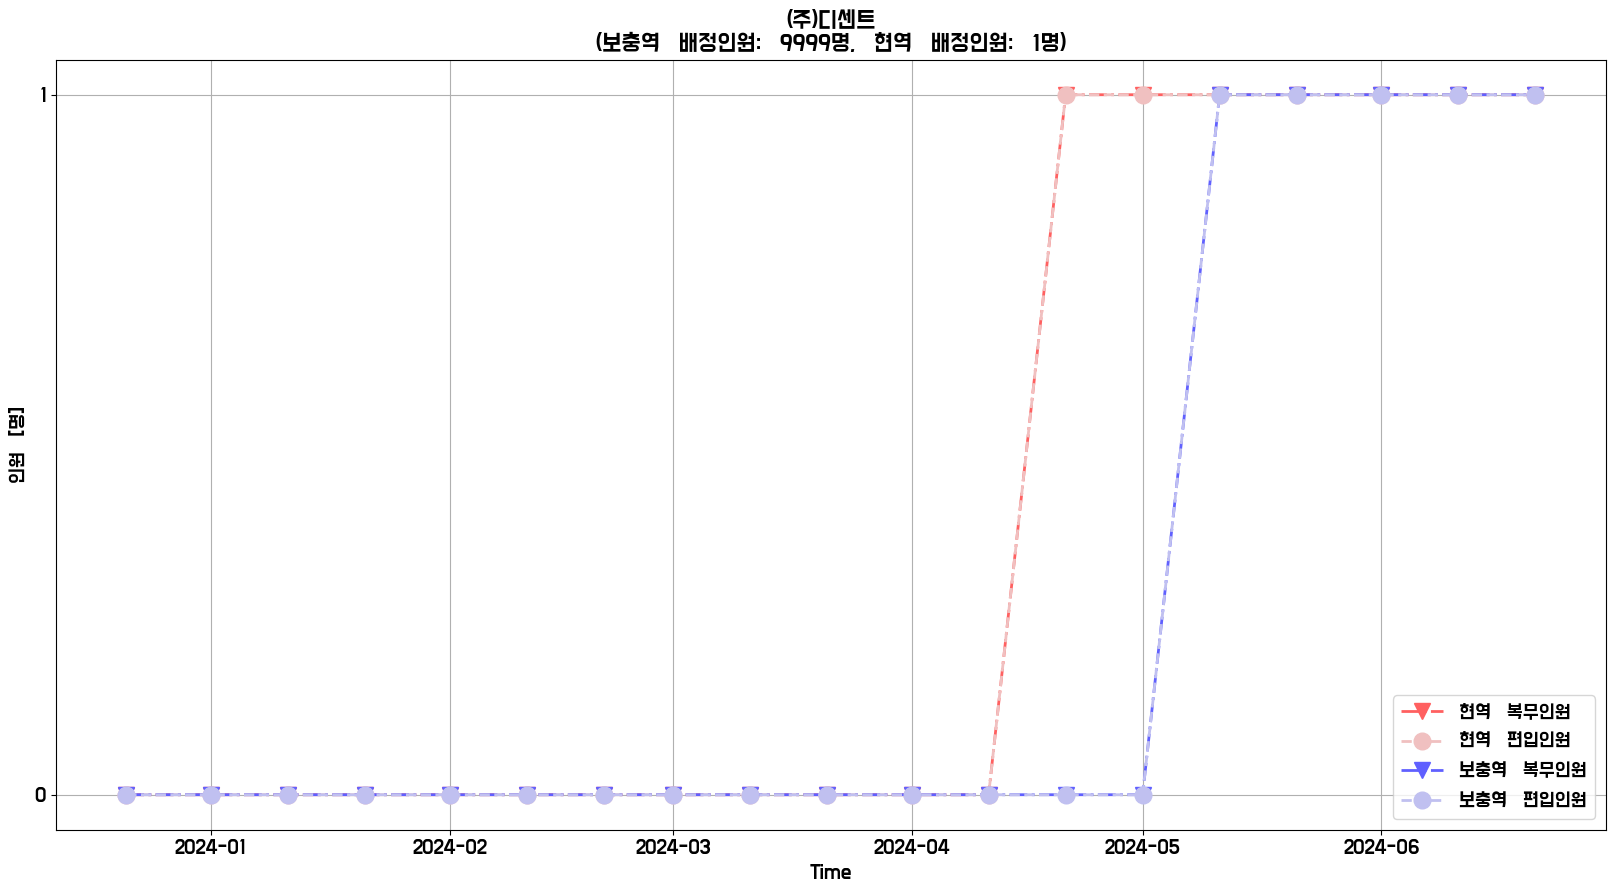 (주)디센트
(보충역 배정인원: 9999명, 현역 배정인원: 1명)
1
0
인원 [명]
2024-01 2024-02 2024-03 2024-04 2024-05 2024-06
Time
현역 복무인원
현역 편입인원
보충역 복무인원
보충역 편입인원